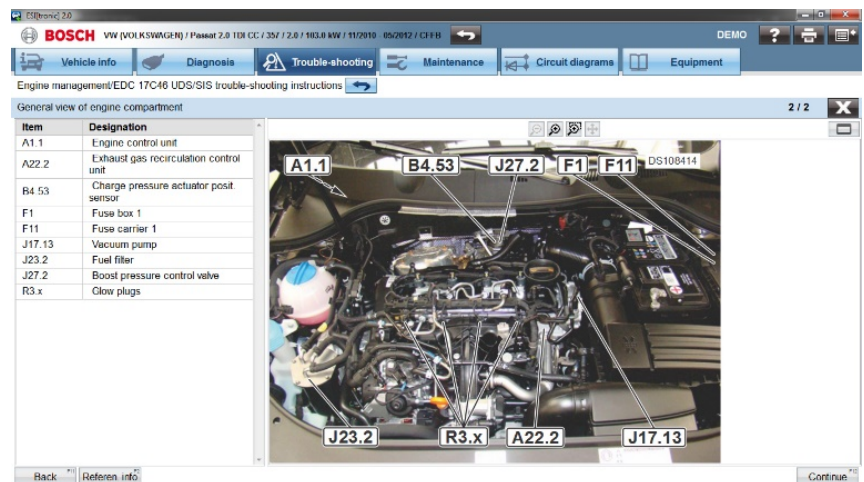 ESI[tronic] 2.0
BOSCH VW (VOLKSWAGEN) / Passat 2.0 TDI CC / 357 / 2.0 / 103.0 kW / 11/2010 - 05/2012 / CFFB DEMO ?
Vehicle info Diagnosis Trouble-shooting Maintenance Circuit diagrams Equipment
Engine management/EDC 17C46 UDS/SIS trouble-shooting instructions
General view of engine compartment 2 / 2 X
Item Designation
A1.1 Engine control unit
A22.2 Exhaust gas recirculation control
unit
B4.53 Charge pressure actuator posit.
sensor
F1 Fuse box 1
F11 Fuse carrier 1
J17.13 Vacuum pump
J23.2 Fuel filter
J27.2 Boost pressure control valve
R3.x Glow plugs
A1.1 B4.53 J27.2 F1 F11 DS108414
J23.2 R3.x A22.2 J17.13
Back Referen. info Continue